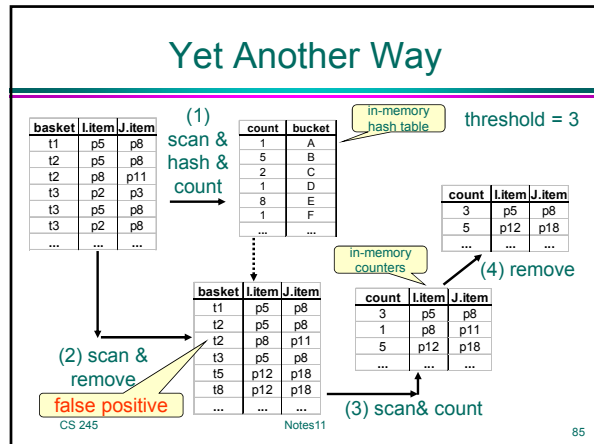 Yet Another Way
basket I.item J.item
t1 p5 p8
t2 p5 p8
t2 p8 p11
t3 p2 p3
t3 p5 p8
t3 p2 p8
... ... ...
(1)
scan &
hash &
count
count bucket
1 A
5 B
2 C
1 D
8 E
1 F
... ...
in-memory
hash table
threshold = 3
count I.item J.item
3 p5 p8
5 p12 p18
... ... ...
in-memory
counters
(4) remove
basket I.item J.item
t1 p5 p8
t2 p5 p8
t2 p8 p11
t3 p5 p8
t5 p12 p18
t8 p12 p18
... ... ...
count I.item J.item
3 p5 p8
1 p8 p11
5 p12 p18
... ... ...
(2) scan &
remove
false positive
(3) scan& count
CS 245
Notes11
85